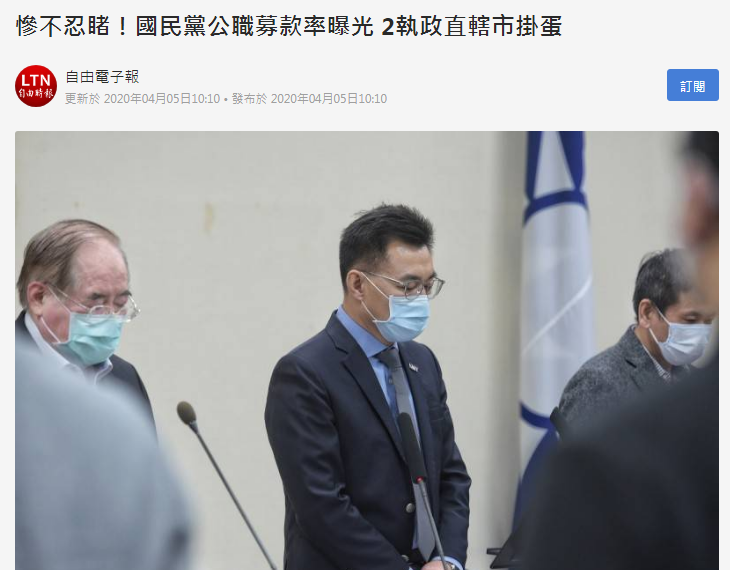 慘不忍睹！國民黨公職募款率曝光 2執政直轄市掛蛋
LTN
自由時報
自由電子報
更新於 2020年04月05日10:10 • 發布於 2020年04月05日10:10
訂閱